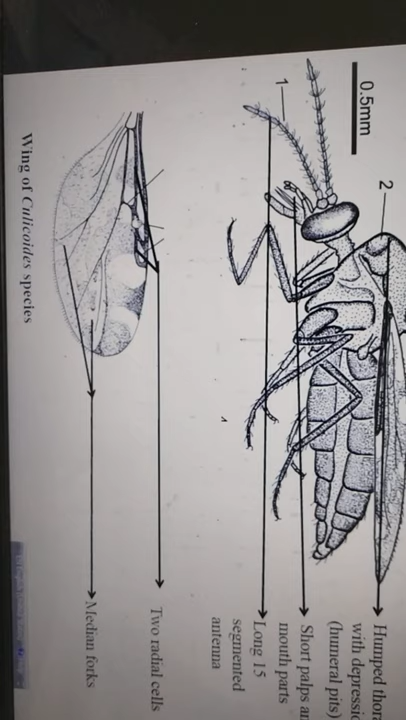 0.5mm
1
2
Humped thor
with depressio
(humeral pits)
Short palps an
mouth parts
Long 15
segmented
antenna
Two radial cells
Median forks
Wing of Culicoides species